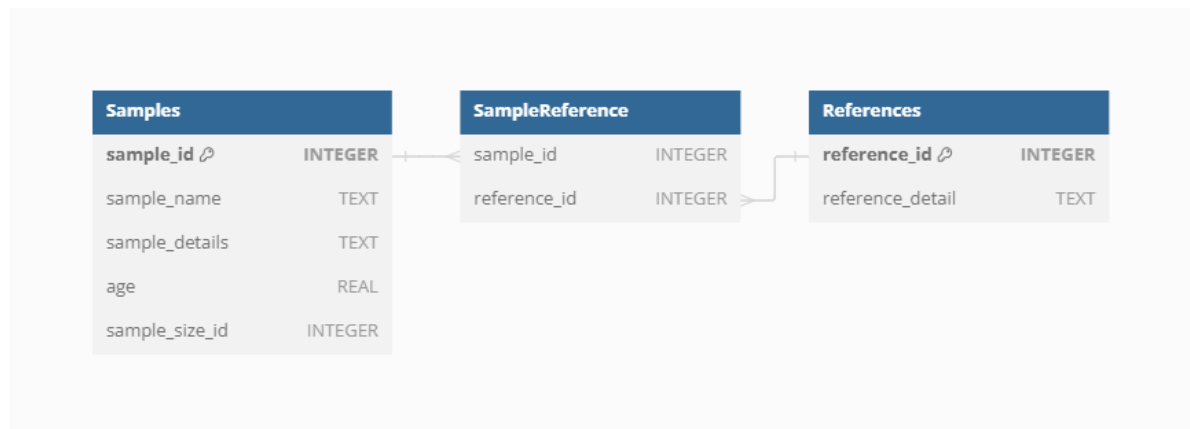 Samples
sample_id INTEGER
sample_name TEXT
sample_details TEXT
age REAL
sample_size_id INTEGER
SampleReference
sample_id INTEGER
reference_id INTEGER
References
reference_id INTEGER
reference_detail TEXT